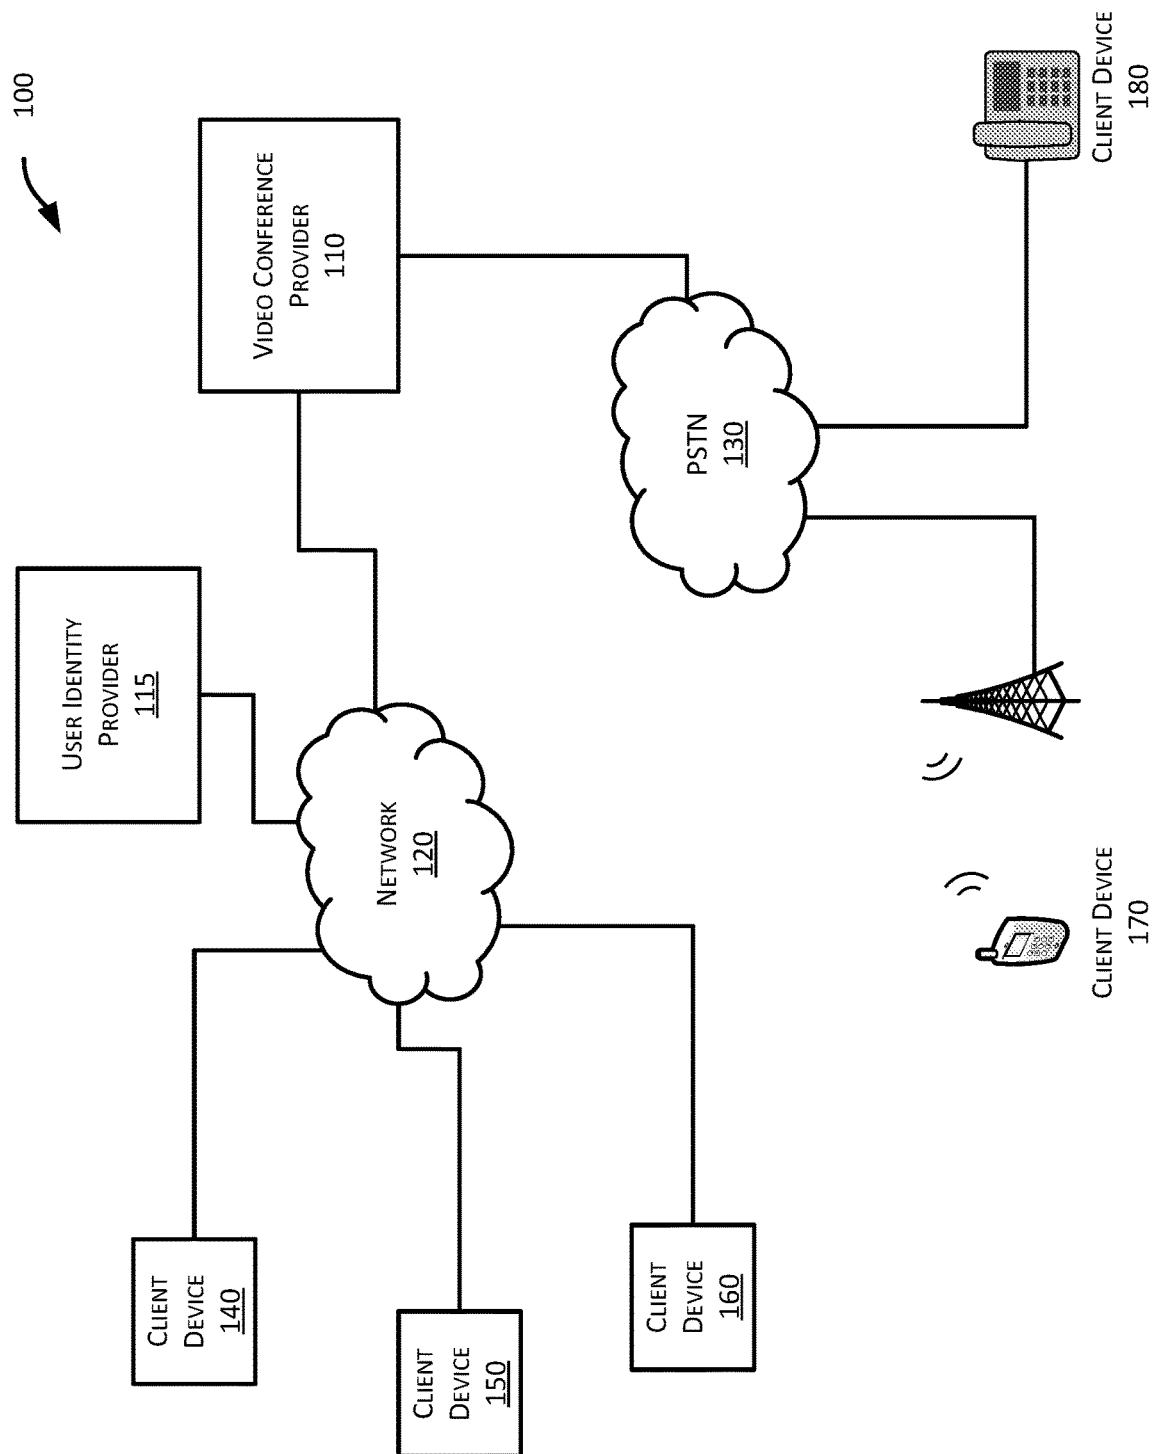 100
VIDEO CONFERENCE
PROVIDER
110
USER IDENTITY
PROVIDER
115
NETWORK
120
PSTN
130
CLIENT
DEVICE
140
CLIENT
DEVICE
150
CLIENT
DEVICE
160
CLIENT DEVICE
170
CLIENT DEVICE
180